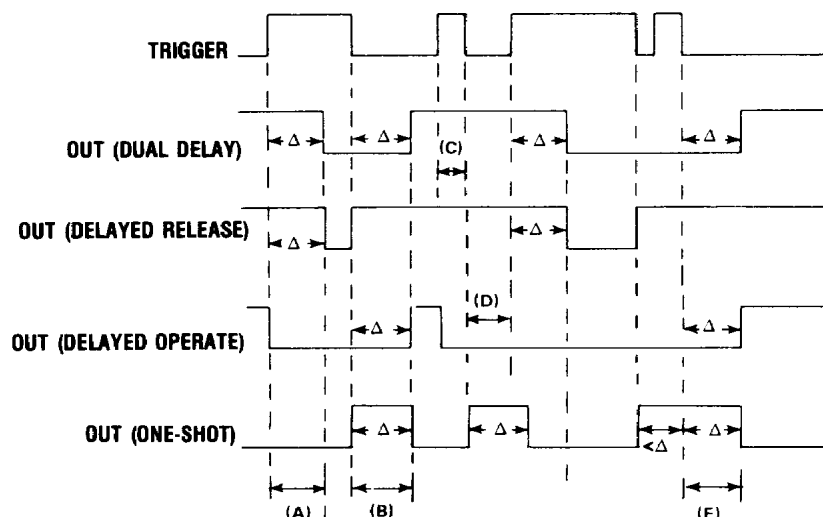 TRIGGER
OUT (DUAL DELAY)
Δ
Δ
(C)
Δ
Δ
OUT (DELAYED RELEASE)
Δ
Δ
(D)
OUT (DELAYED OPERATE)
Δ
Δ
OUT (ONE-SHOT)
Δ
Δ
<Δ
Δ
(A)
(B)
(E)